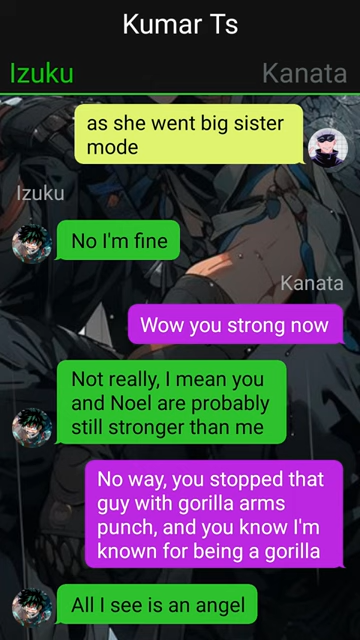 Kumar Ts
Izuku Kanata
as she went big sister
mode
Izuku
No I'm fine
Kanata
Wow you strong now
Not really, I mean you
and Noel are probably
still stronger than me
No way, you stopped that
guy with gorilla arms
punch, and you know I'm
known for being a gorilla
All I see is an angel